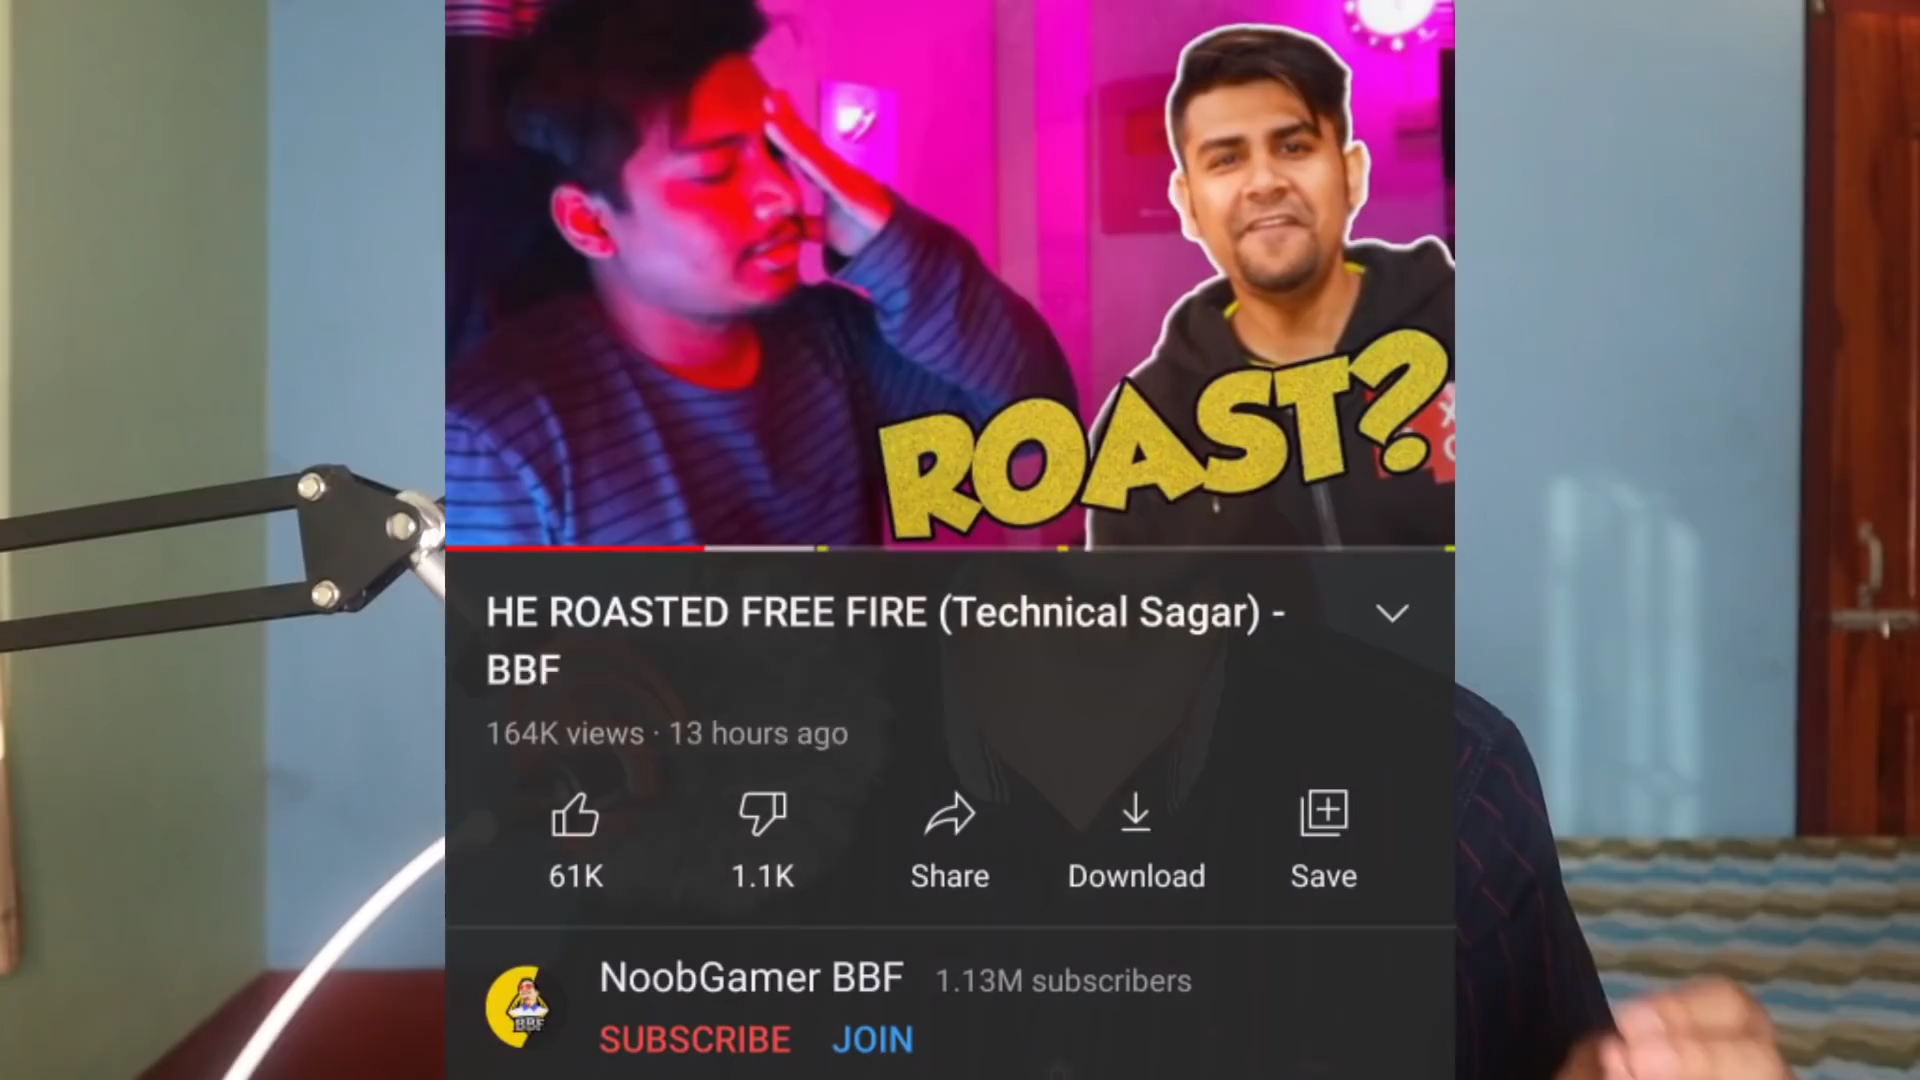 ROAST?
HE ROASTED FREE FIRE (Technical Sagar) -
BBF
164K views · 13 hours ago
61K
1.1K
Share
Download
Save
NoobGamer BBF 1.13M subscribers
BBF
SUBSCRIBE JOIN